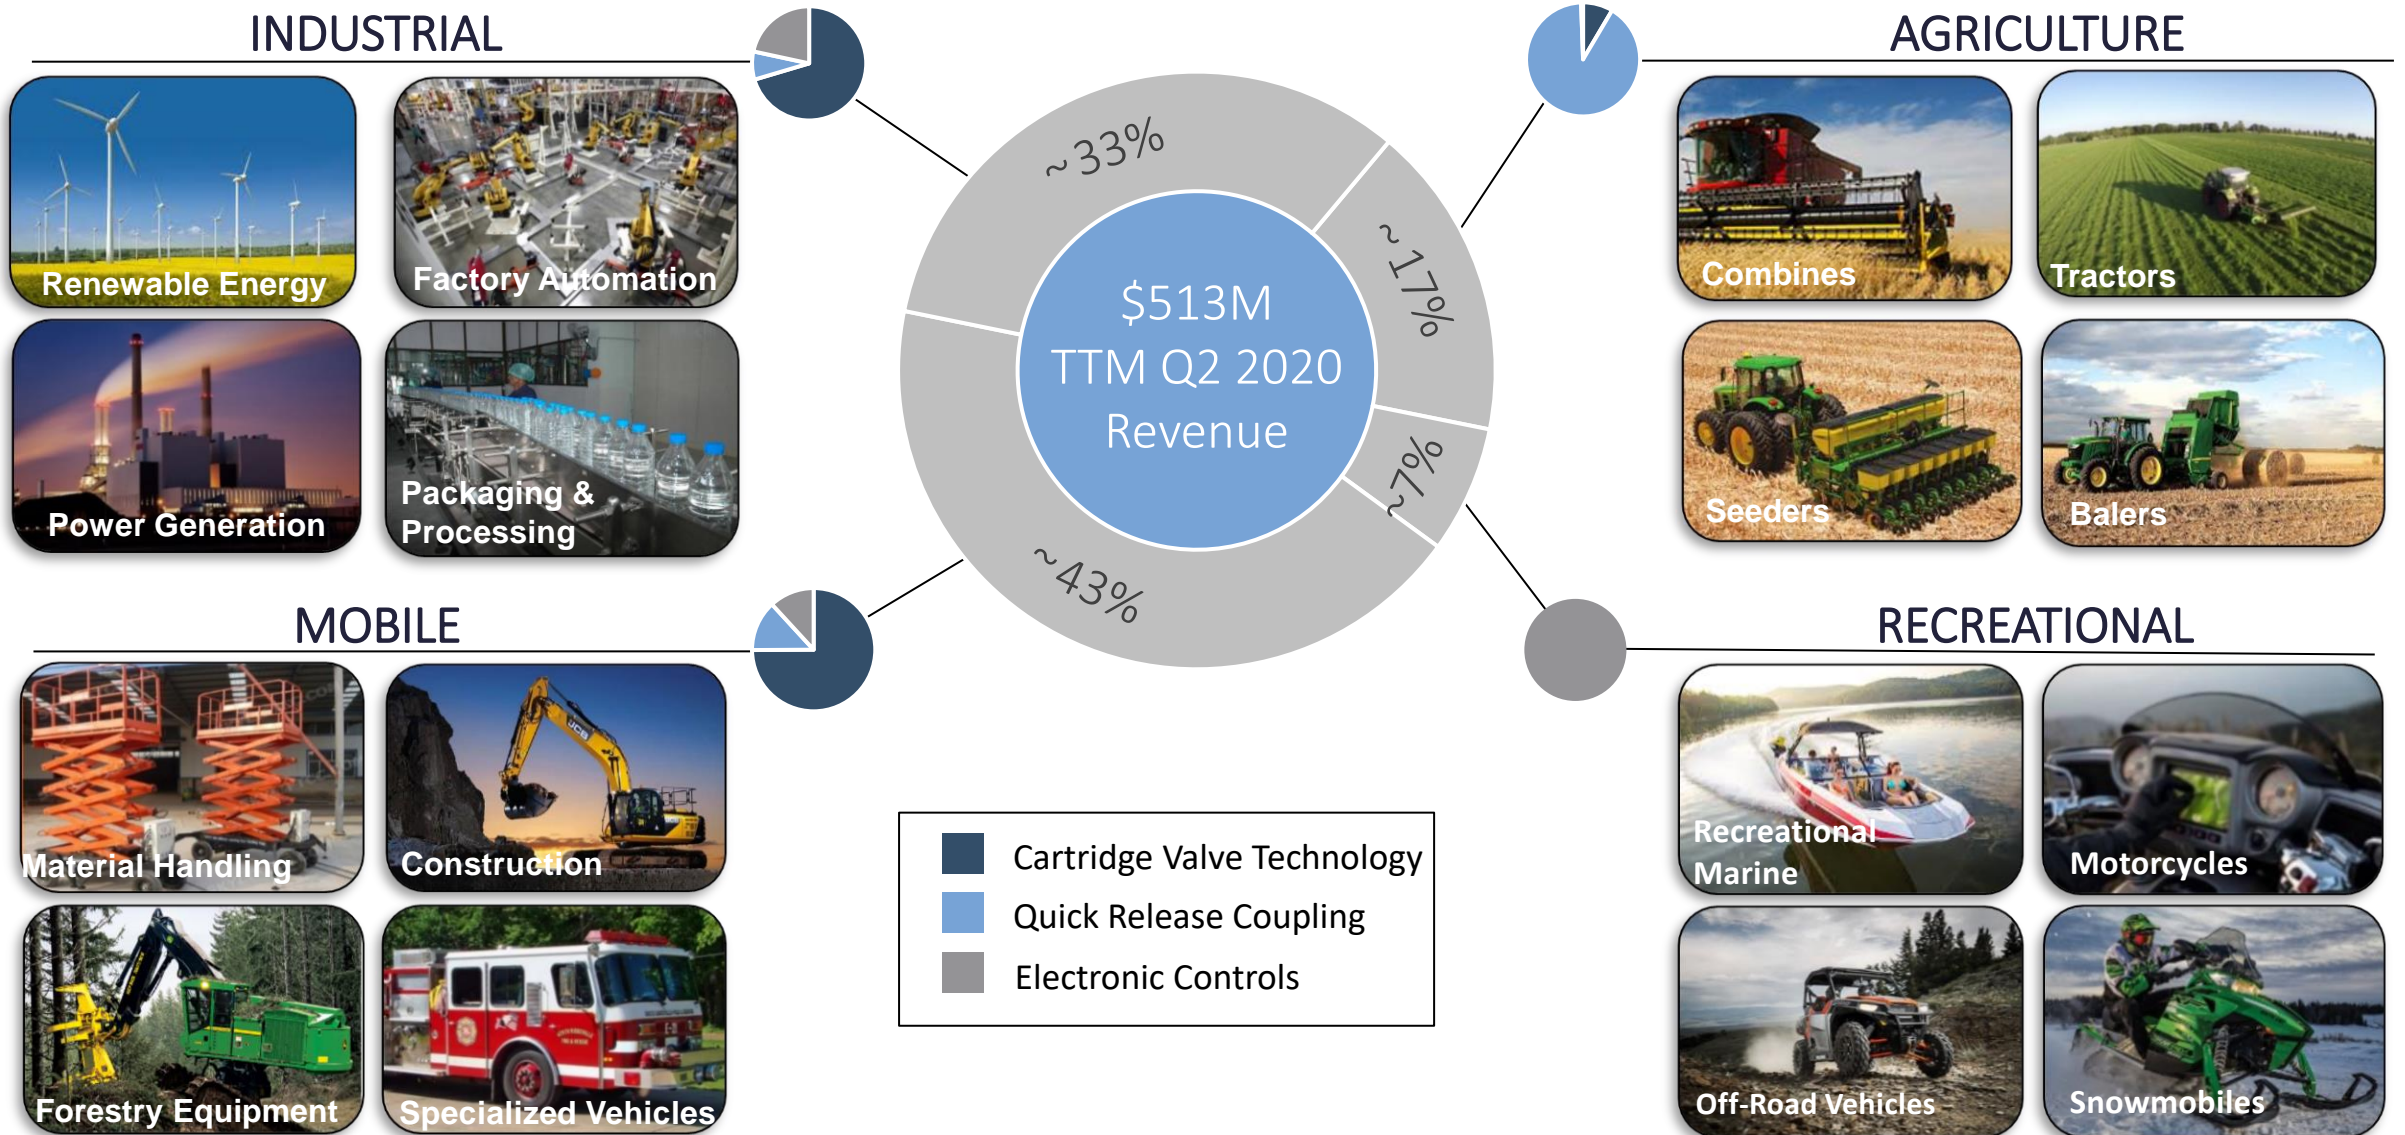 INDUSTRIAL
Renewable Energy
Factory Automation
Power Generation
Packaging &
Processing
MOBILE
Material Handling
JCB
Construction
Forestry Equipment
Specialized Vehicles
~33%
~17%
~7%
~43%
$513M
TTM Q2 2020
Revenue
Cartridge Valve Technology
Quick Release Coupling
Electronic Controls
AGRICULTURE
Combines
Tractors
Seeders
Balers
RECREATIONAL
Recreational
Marine
Motorcycles
Off-Road Vehicles
Snowmobiles